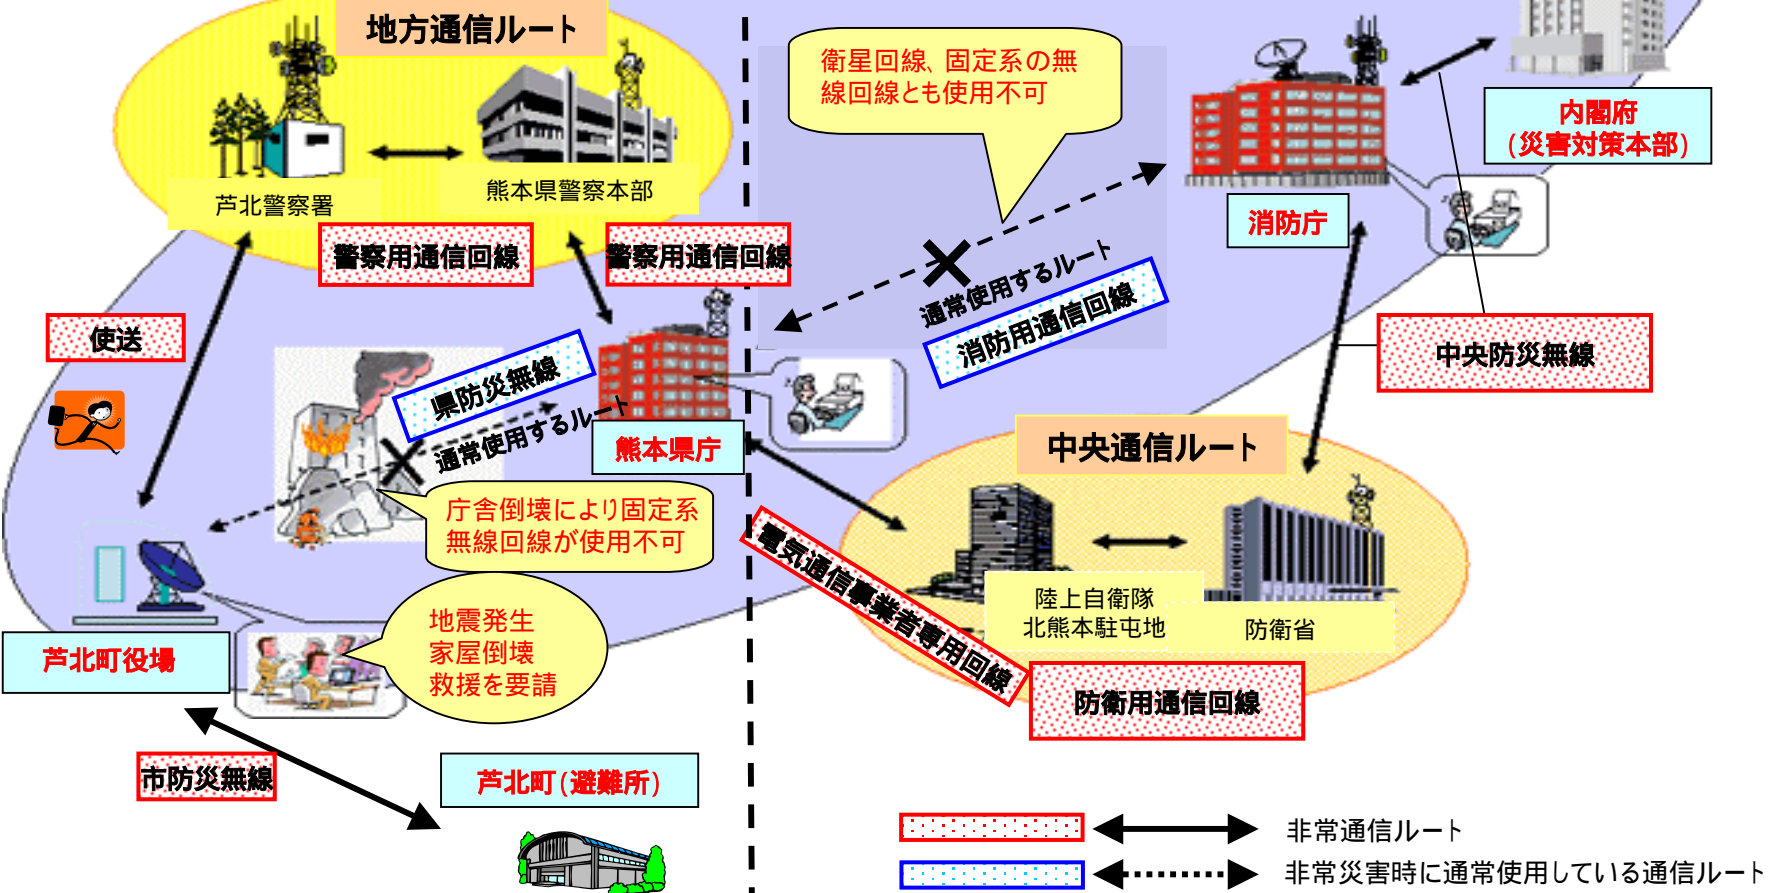 地方通信ルート
衛星回線、固定系の無
線回線とも使用不可
内閣府
(災害対策本部)
芦北警察署
熊本県警察本部
消防庁
警察用通信回線
警察用通信回線
通常使用するルート
消防用通信回線
使送
中央防災無線
県防災無線
通常使用するルート
熊本県庁
中央通信ルート
庁舎倒壊により固定系
無線回線が使用不可
電気通信事業者専用回線
陸上自衛隊
北熊本駐屯地
防衛省
地震発生
家屋倒壊
救援を要請
芦北町役場
防衛用通信回線
市防災無線
芦北町(避難所)
非常通信ルート
非常災害時に通常使用している通信ルート